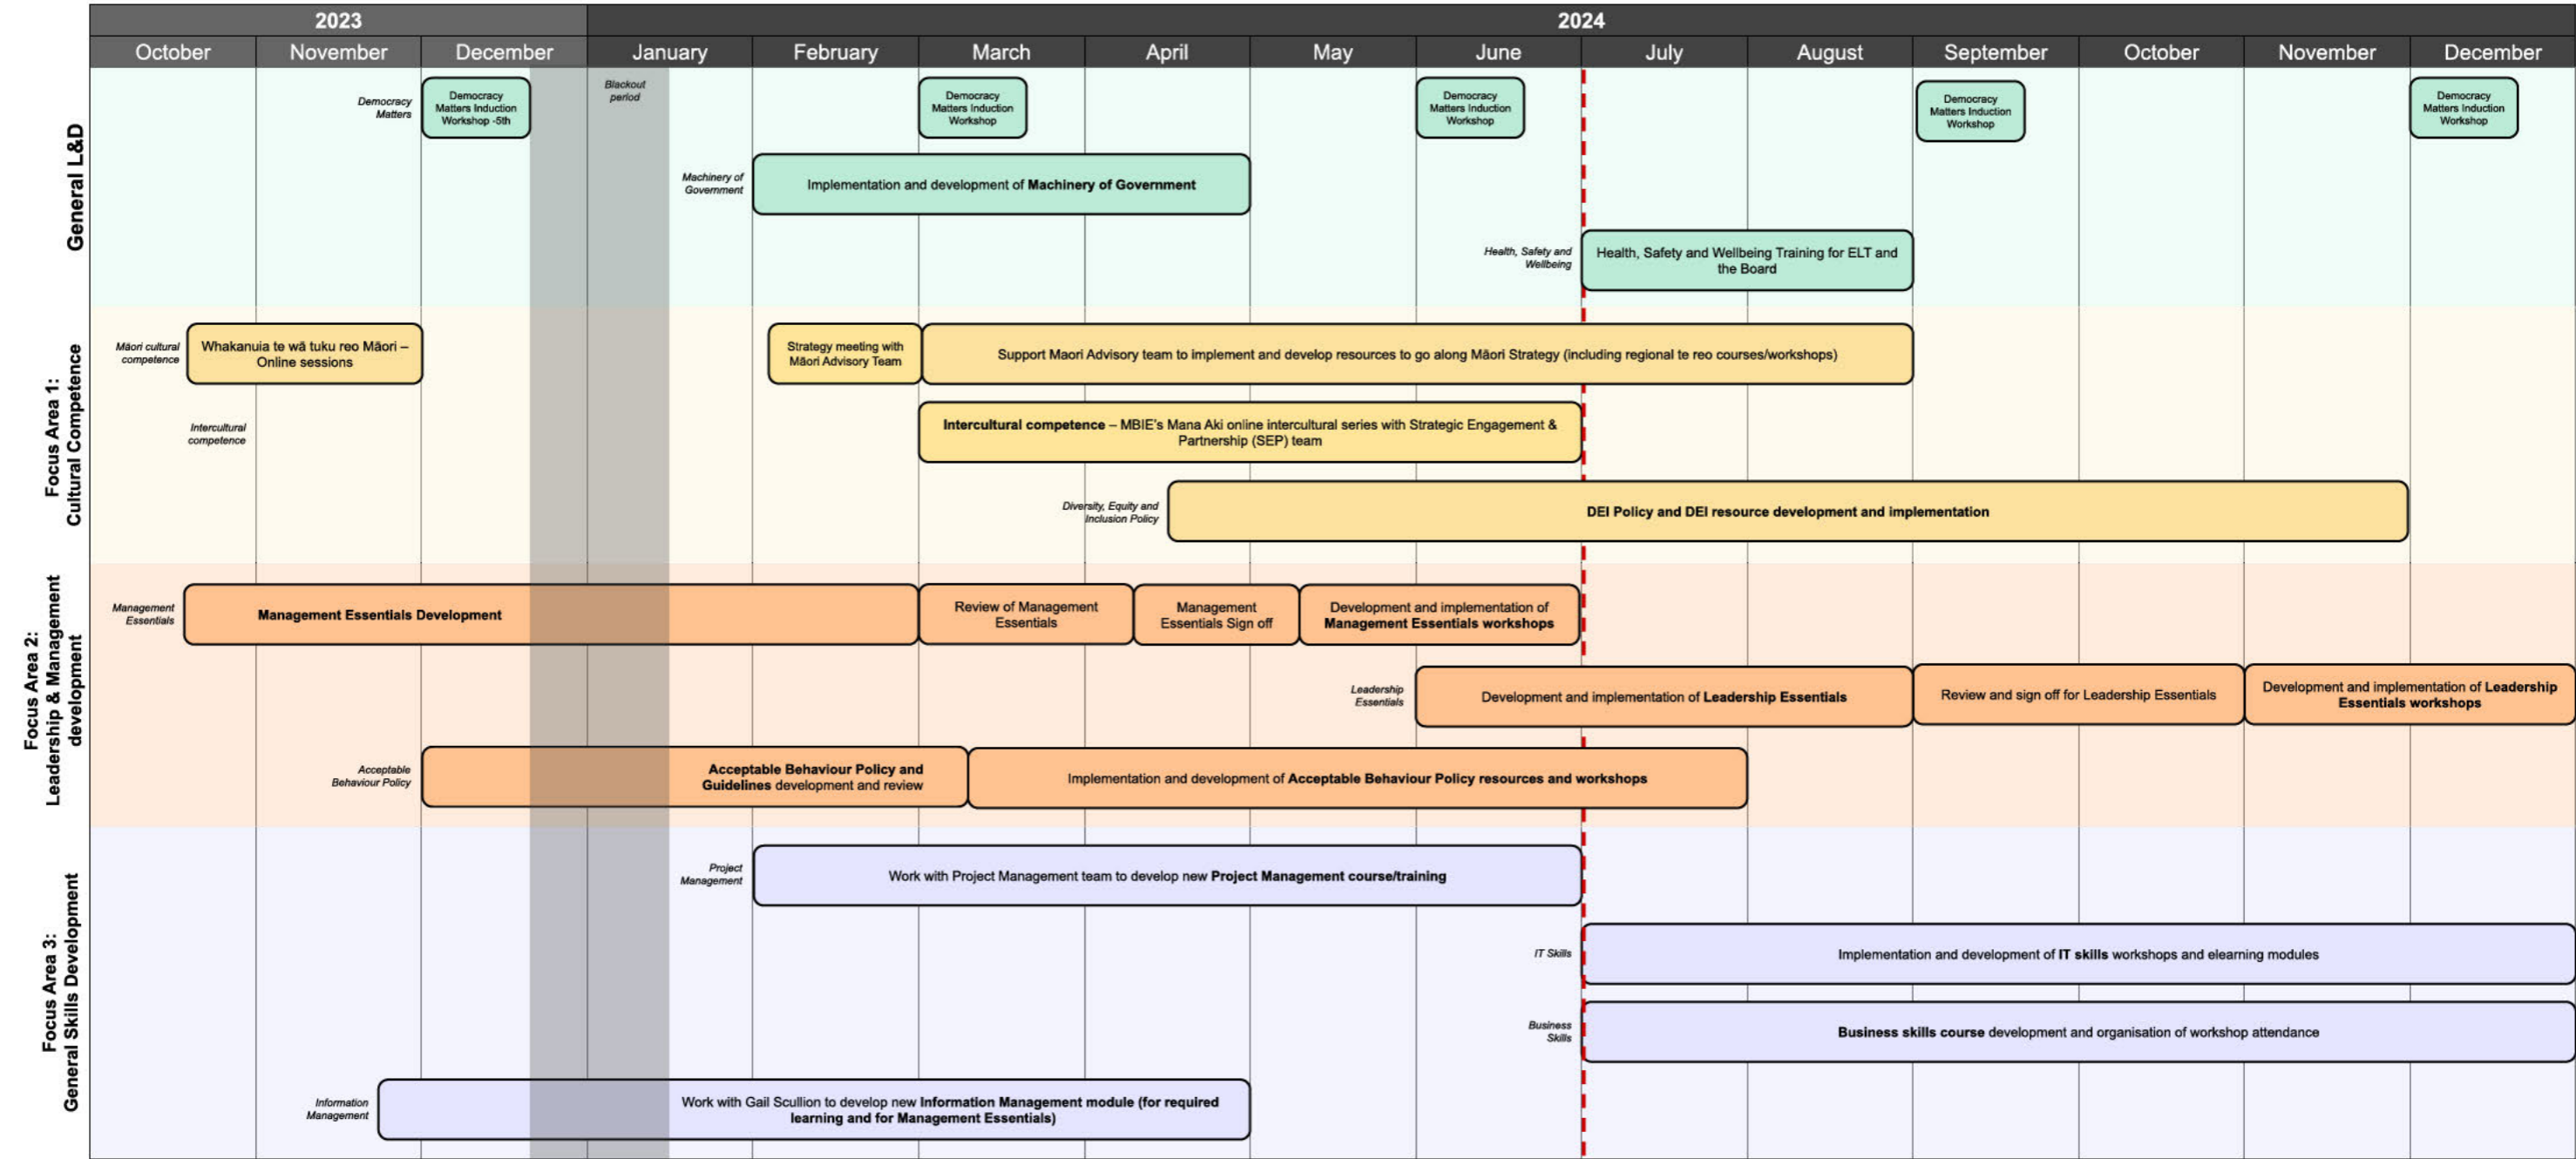 2023
2024
October
November
December
January
February
March
April
May
June
July
August
September
October
November
December
General L&D
Democracy
Matters
Democracy
Matters Induction
Workshop -5th
Blackout
period
Democracy
Matters Induction
Workshop
Democracy
Matters Induction
Workshop
Democracy
Matters Induction
Workshop
Democracy
Matters Induction
Workshop
Machinery of
Government
Implementation and development of Machinery of Government
Health, Safety and
Wellbeing
Health, Safety and Wellbeing Training for ELT and
the Board
Focus Area 1:
Cultural Competence
Māori cultural
competence
Whakanuia te wā tuku reo Māori –
Online sessions
Strategy meeting with
Māori Advisory Team
Support Maori Advisory team to implement and develop resources to go along Māori Strategy (including regional te reo courses/workshops)
Intercultural
competence
Intercultural competence – MBIE's Mana Aki online intercultural series with Strategic Engagement &
Partnership (SEP) team
Diversity, Equity and
Inclusion Policy
DEI Policy and DEI resource development and implementation
Focus Area 2:
Leadership & Management
development
Management
Essentials
Management Essentials Development
Review of Management
Essentials
Management
Essentials Sign off
Development and implementation of
Management Essentials workshops
Leadership
Essentials
Development and implementation of Leadership Essentials
Review and sign off for Leadership Essentials
Development and implementation of Leadership
Essentials workshops
Acceptable
Behaviour Policy
Acceptable Behaviour Policy and
Guidelines development and review
Implementation and development of Acceptable Behaviour Policy resources and workshops
Focus Area 3:
General Skills Development
Project
Management
Work with Project Management team to develop new Project Management course/training
IT Skills
Implementation and development of IT skills workshops and elearning modules
Business
Skills
Business skills course development and organisation of workshop attendance
Information
Management
Work with Gail Scullion to develop new Information Management module (for required
learning and for Management Essentials)